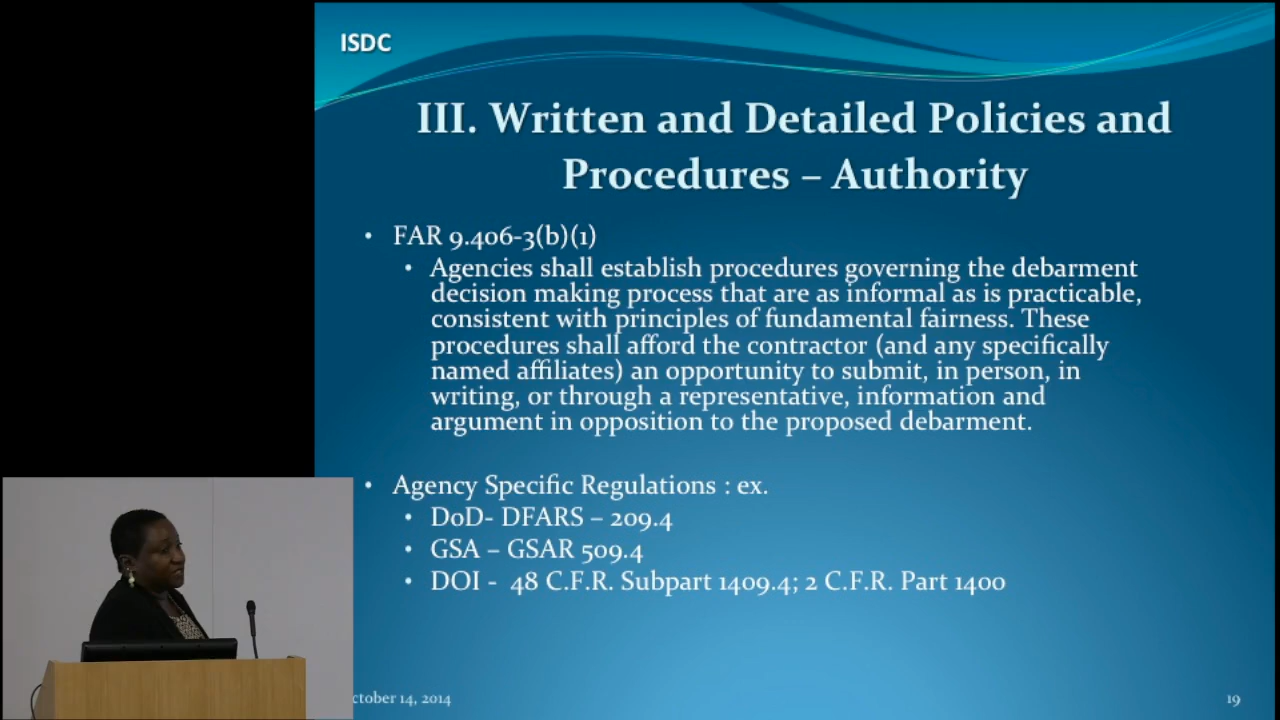 ISDC
III. Written and Detailed Policies and
Procedures – Authority
• FAR 9.406-3(b)(1)
• Agencies shall establish procedures governing the debarment
decision making process that are as informal as is practicable,
consistent with principles of fundamental fairness. These
procedures shall afford the contractor (and any specifically
named affiliates) an opportunity to submit, in person, in
writing, or through a representative, information and
argument in opposition to the proposed debarment.
• Agency Specific Regulations : ex.
• DoD- DFARS – 209.4
• GSA – GSAR 509.4
• DOI - 48 C.F.R. Subpart 1409.4; 2 C.F.R. Part 1400
ctober 14, 2014
19